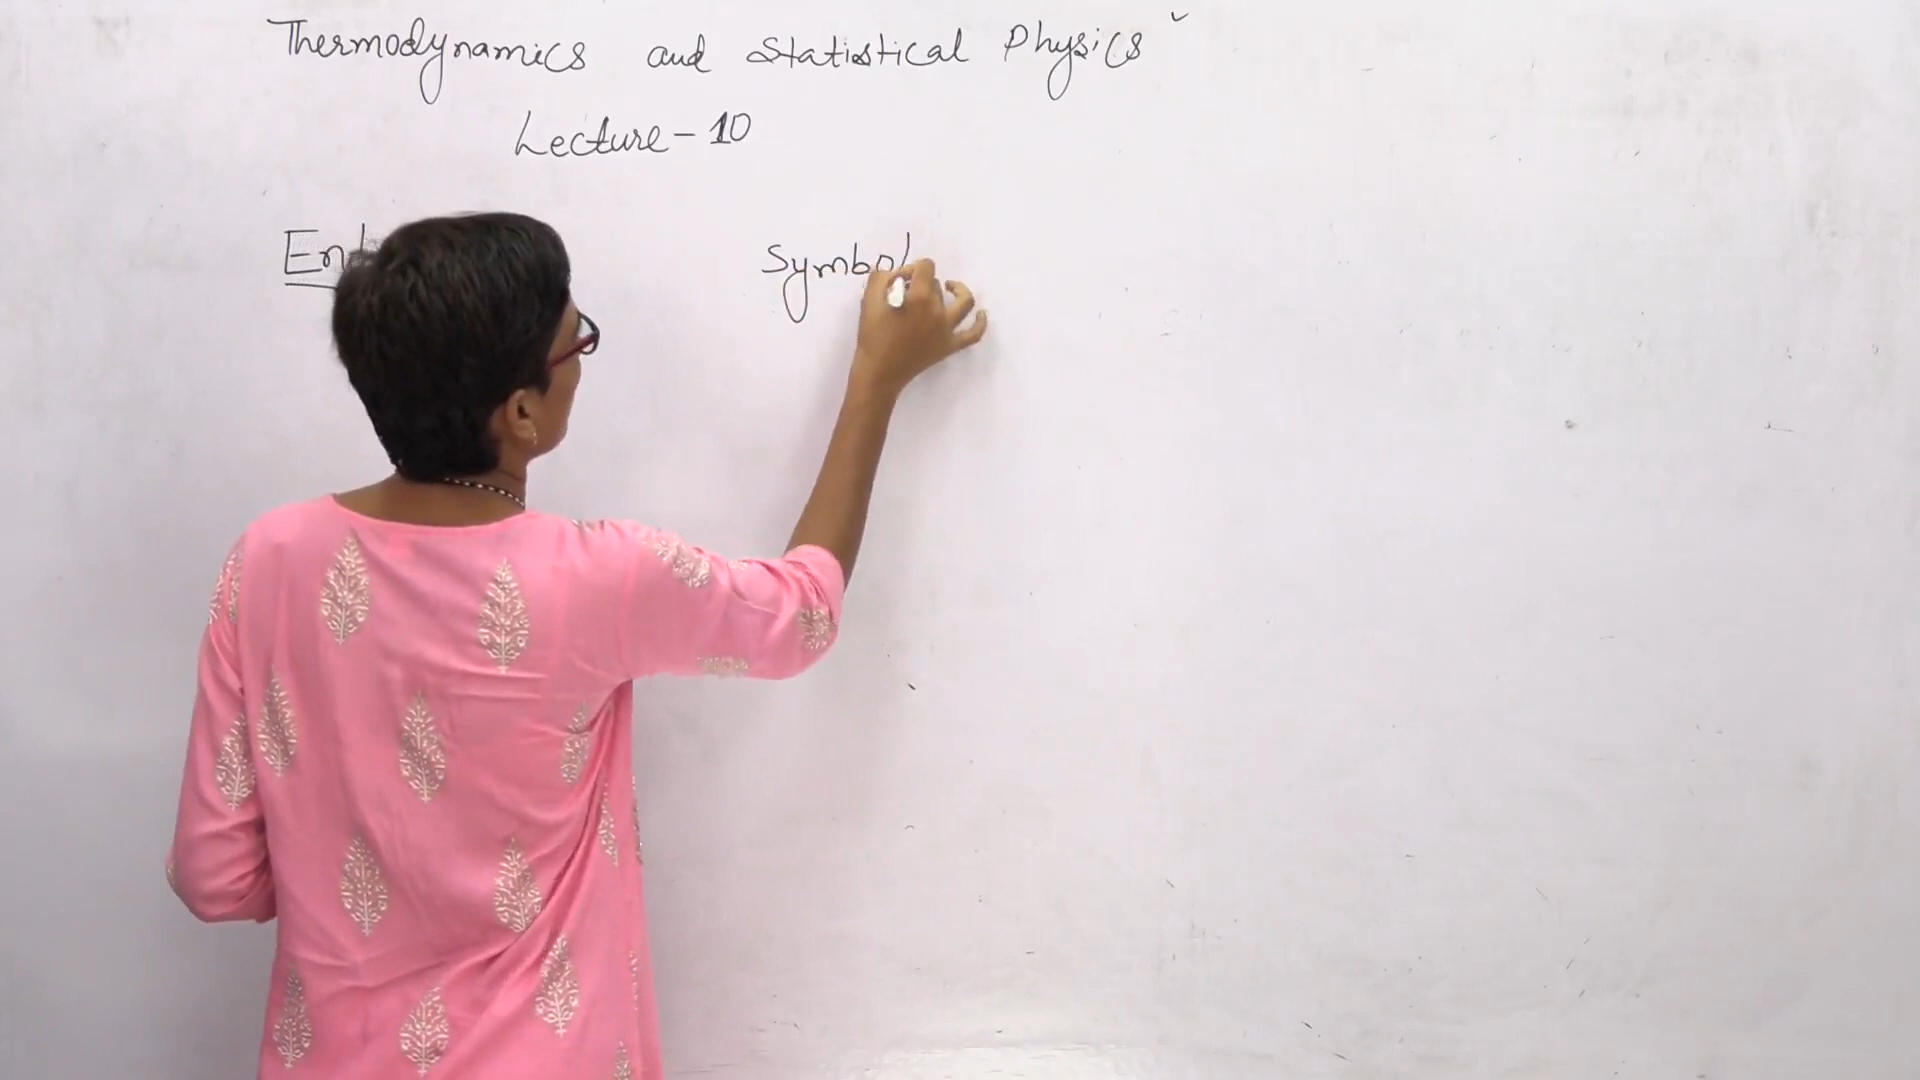 Thermodynamics and Statistical Physics
Lecture - 10
Symbol